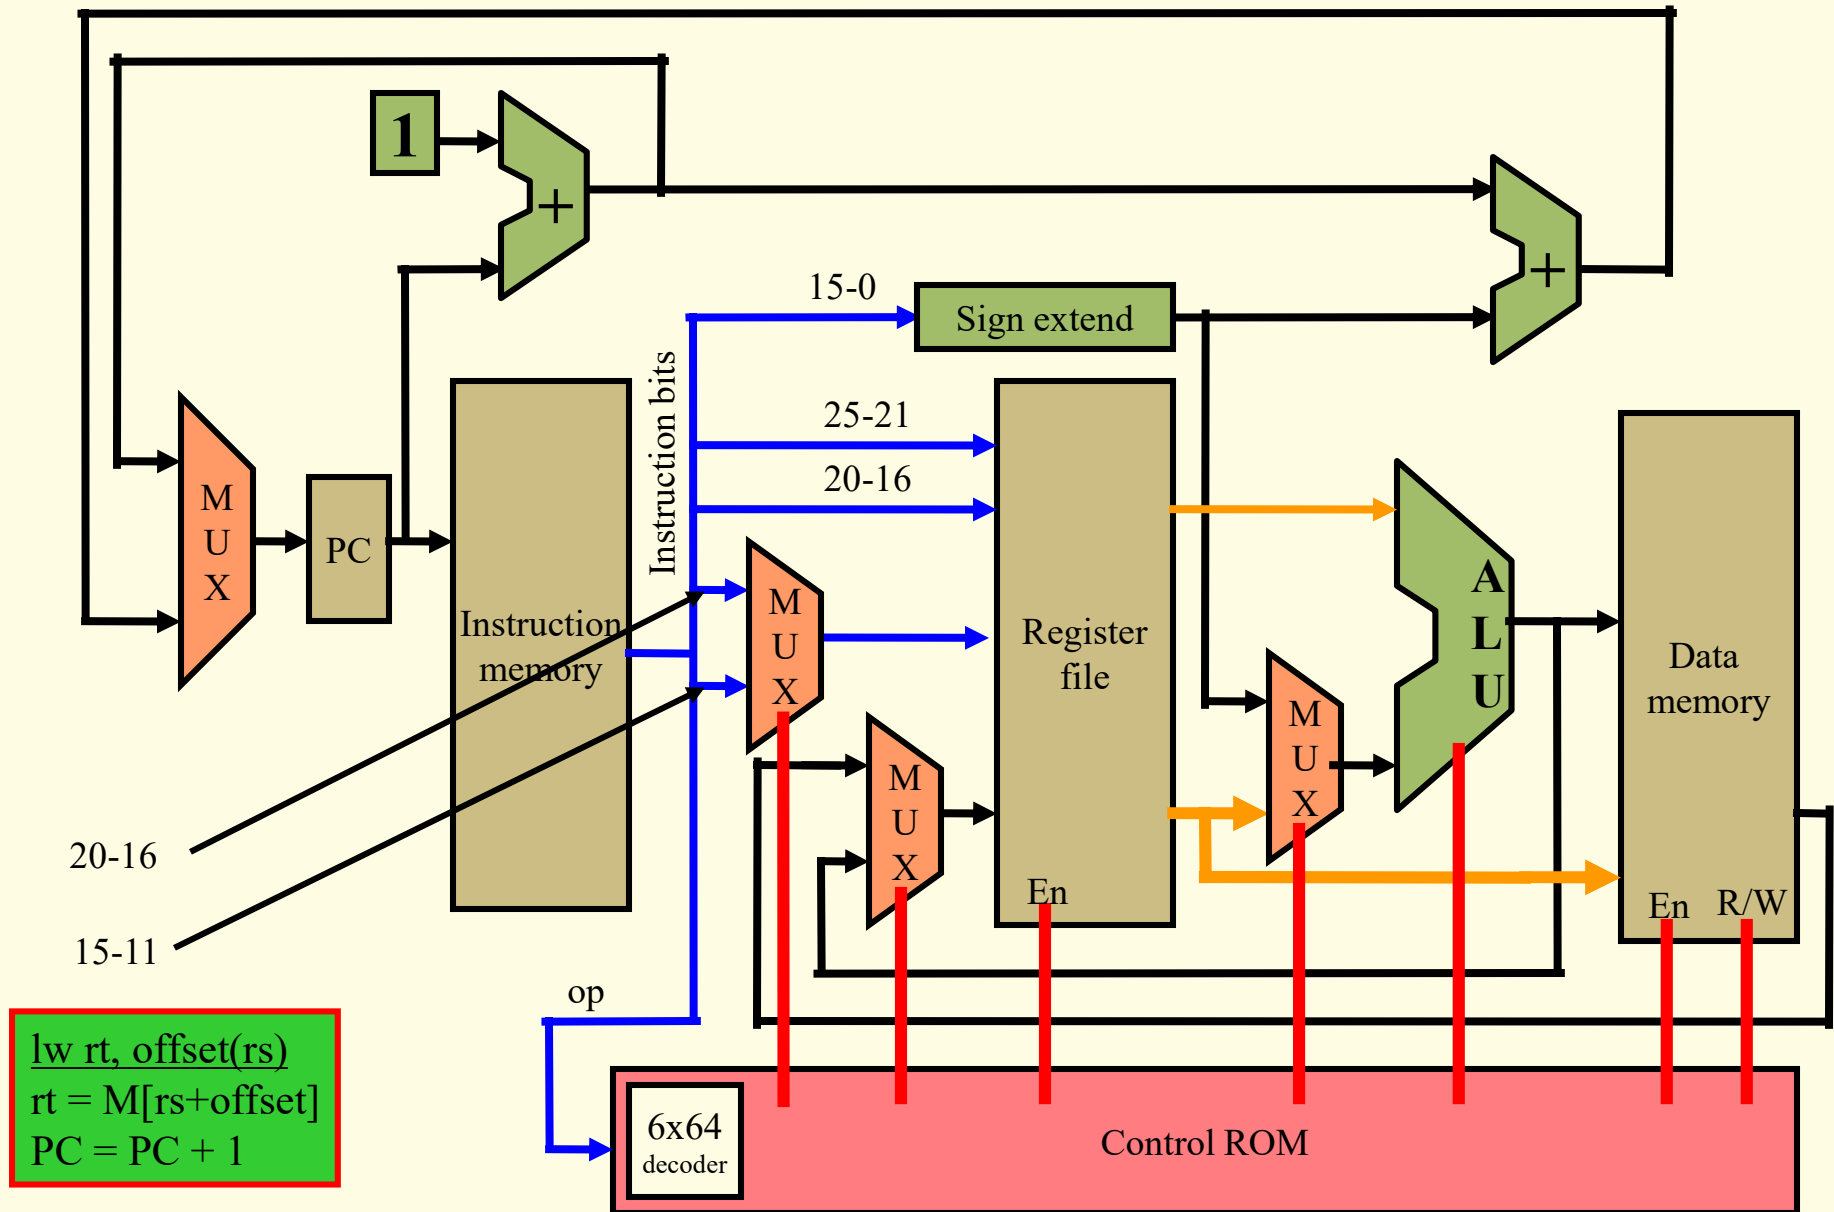 1
+
+
15-0
Sign extend
Instruction bits
25-21
20-16
M
U
X
PC
Instruction
memory
M
U
X
Register
file
A
L
U
Data
memory
M
U
X
M
U
X
20-16
15-11
En
En
R/W
op
lw rt, offset(rs)
rt = M[rs+offset]
PC = PC + 1
6x64
decoder
Control ROM